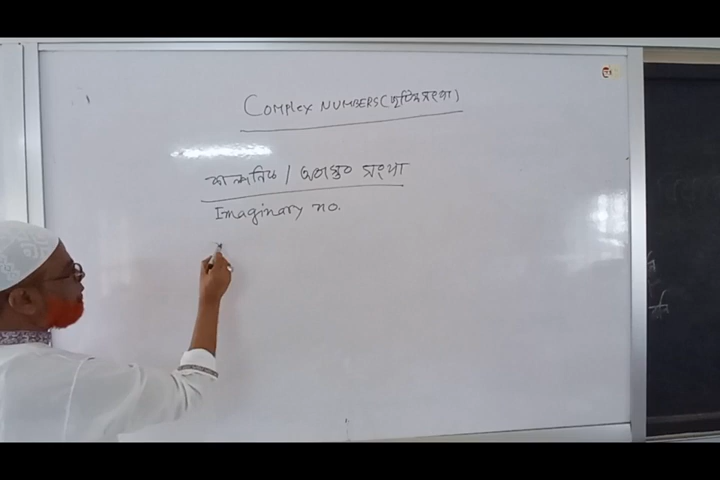 COMPlex NUMBERS (জটিল সংখ্যা)
কাল্পনিক / অবাস্তব সংখ্যা
Imaginary no.